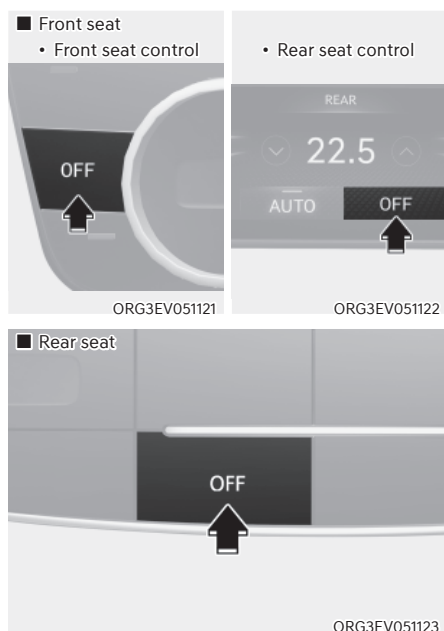 ■ Front seat
• Front seat control
OFF
ORG3EV051121
• Rear seat control
REAR
22.5
AUTO
OFF
ORG3EV051122
■ Rear seat
OFF
ORG3EV051123